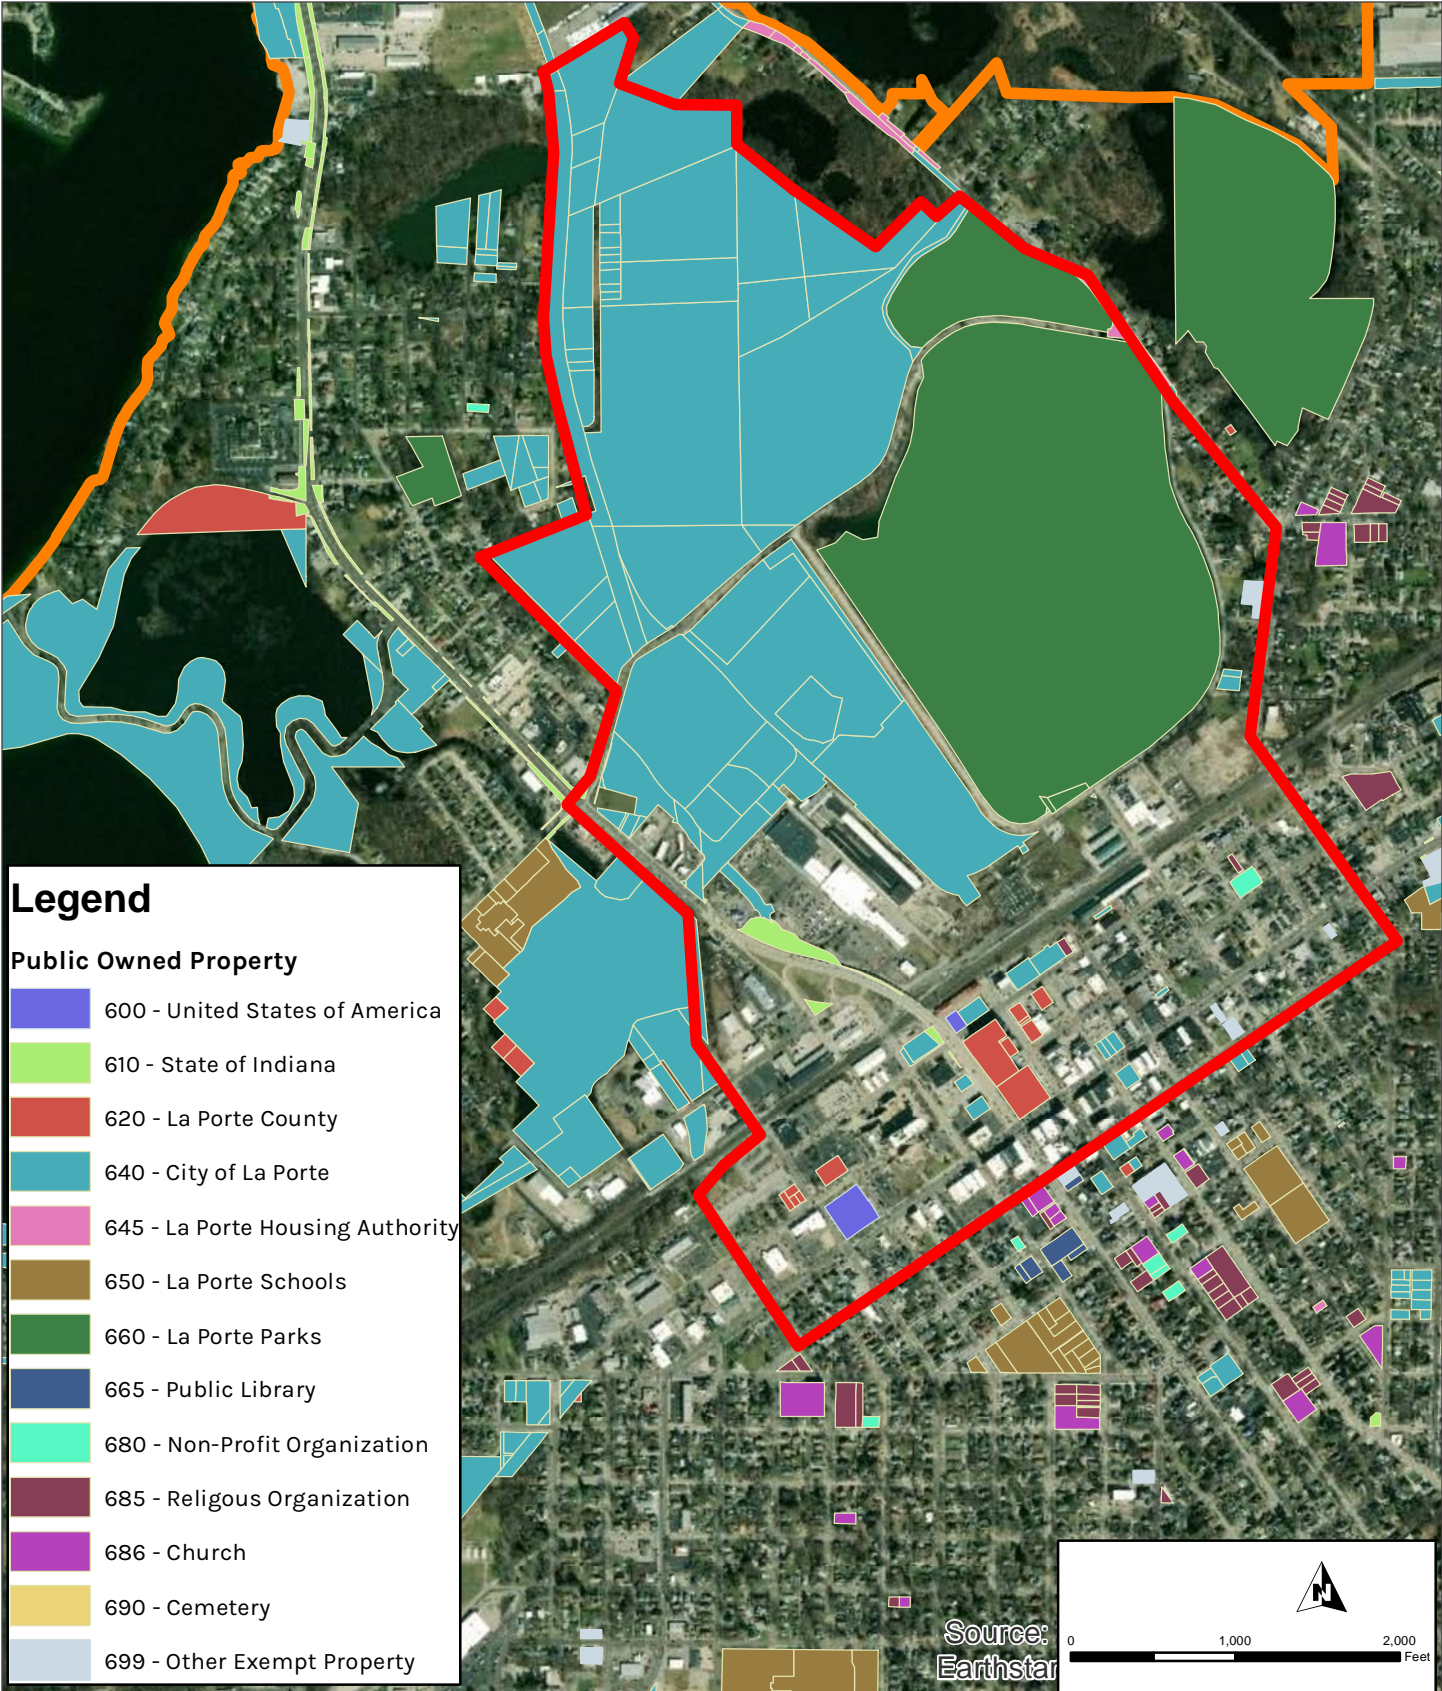 Legend
Public Owned Property
600 - United States of America
610 - State of Indiana
620 - La Porte County
640 - City of La Porte
645 - La Porte Housing Authority
650 - La Porte Schools
660 - La Porte Parks
665 - Public Library
680 - Non-Profit Organization
685 - Religous Organization
686 - Church
690 - Cemetery
699 - Other Exempt Property
Source:
Earthstar
N
0 1,000 2,000
Feet